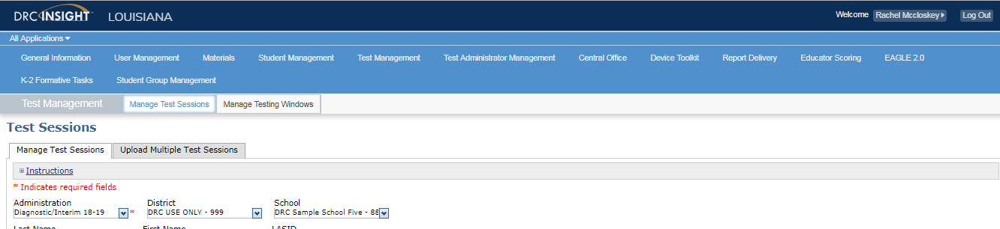 DRC INSIGHT LOUISIANA Welcome Rachel Mccloskey Log Out
All Applications
General Information User Management Materials Student Management Test Management Test Administrator Management Central Office Device Toolkit Report Delivery Educator Scoring EAGLE 2.0
K-2 Formative Tasks Student Group Management
Test Management Manage Test Sessions Manage Testing Windows
Test Sessions
Manage Test Sessions Upload Multiple Test Sessions
Instructions
* Indicates required fields
Administration District School
Diagnostic/Interim 18-19 * DRC USE ONLY - 999 DRC Sample School Five - 88
Last Name First Name LASID